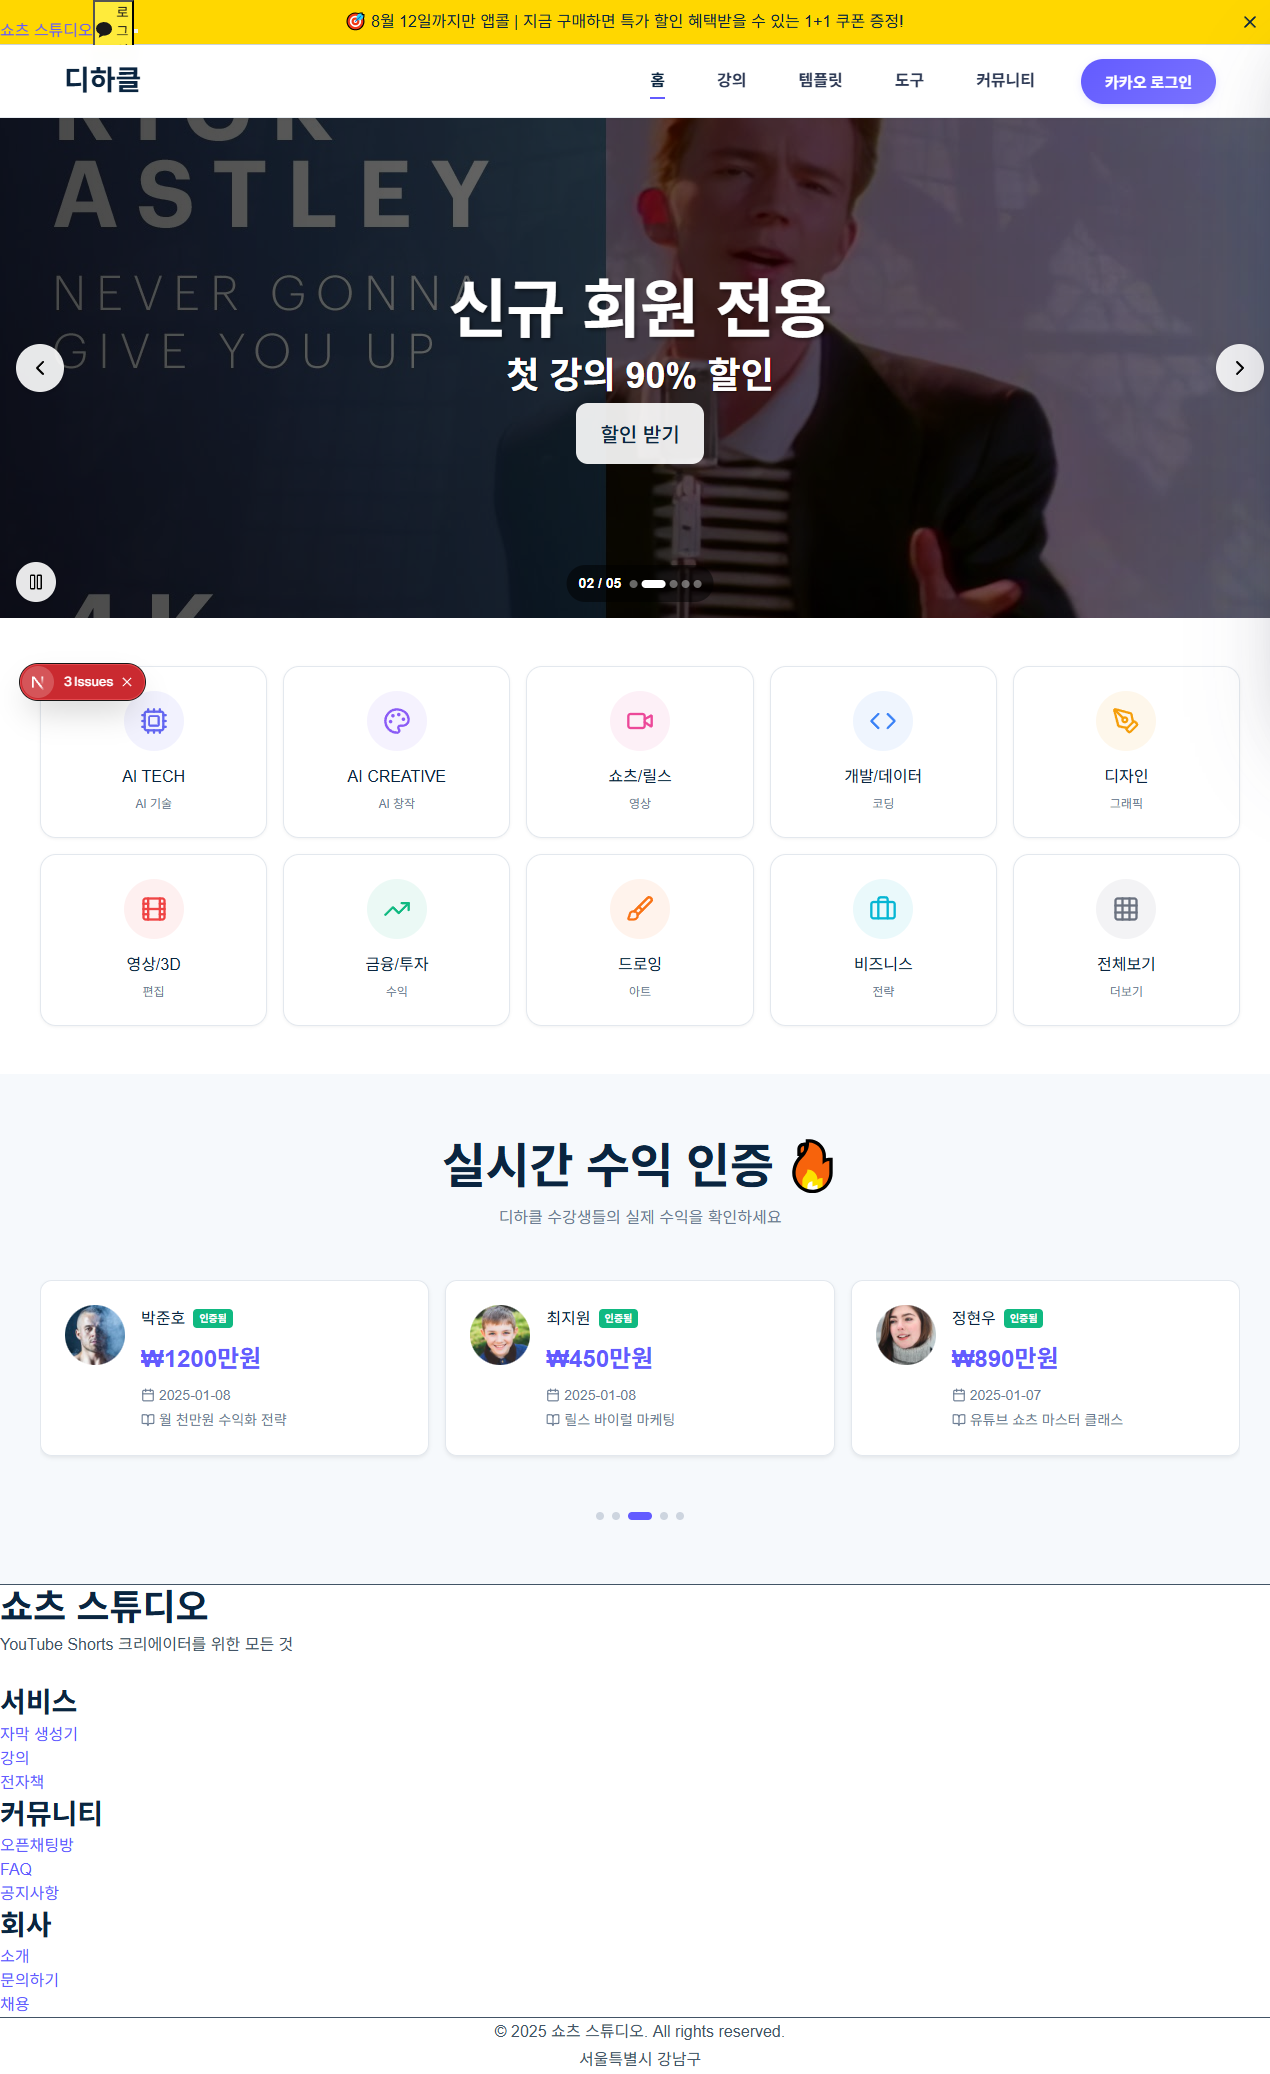 쇼츠 스튜디오
로
그
🎯 8월 12일까지만 앱콜 | 지금 구매하면 특가 할인 혜택받을 수 있는 1+1 쿠폰 증정!
디하클
홈 강의 템플릿 도구 커뮤니티 카카오 로그인
RICK
ASTLEY
NEVER GONNA
GIVE YOU UP
4K
신규 회원 전용
첫 강의 90% 할인
할인 받기
02 / 05
3 Issues
AI TECH
AI 기술
AI CREATIVE
AI 창작
쇼츠/릴스
영상
개발/데이터
코딩
디자인
그래픽
영상/3D
편집
금융/투자
수익
드로잉
아트
비즈니스
전략
전체보기
더보기
실시간 수익 인증 🔥
디하클 수강생들의 실제 수익을 확인하세요
박준호 인증됨
₩1200만원
2025-01-08
월 천만원 수익화 전략
최지원 인증됨
₩450만원
2025-01-08
릴스 바이럴 마케팅
정현우 인증됨
₩890만원
2025-01-07
유튜브 쇼츠 마스터 클래스
쇼츠 스튜디오
YouTube Shorts 크리에이터를 위한 모든 것
서비스
자막 생성기
강의
전자책
커뮤니티
오픈채팅방
FAQ
공지사항
회사
소개
문의하기
채용
© 2025 쇼츠 스튜디오. All rights reserved.
서울특별시 강남구